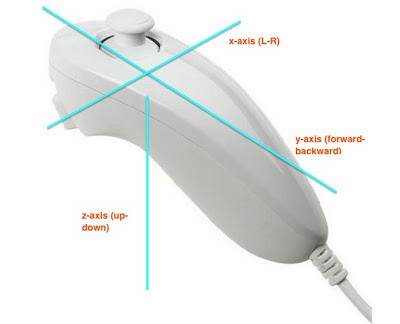 x-axis (L-R)
y-axis (forward-
backward)
z-axis (up-
down)